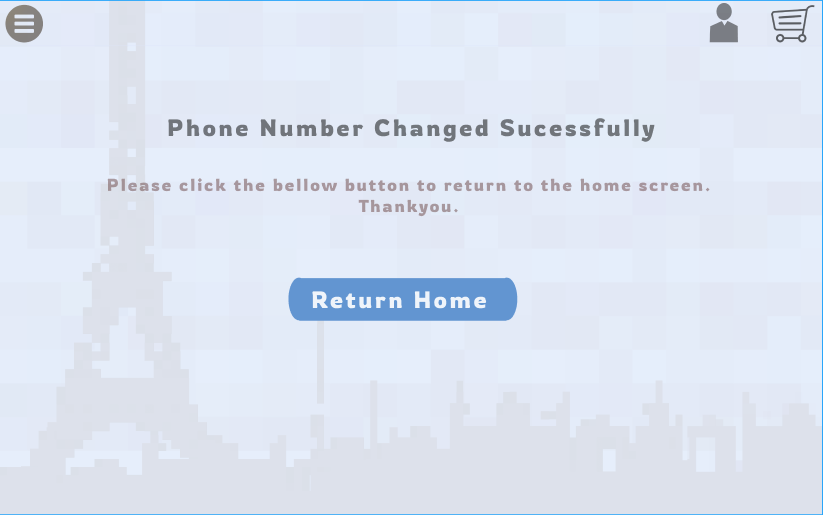 Phone Number Changed Sucessfully
Please click the bellow button to return to the home screen.
Thankyou.
Return Home